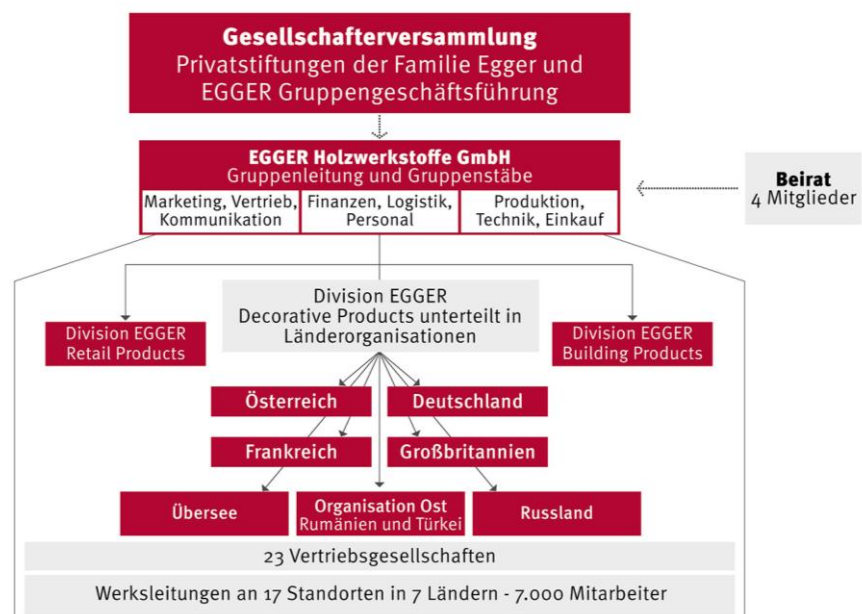 Gesellschafterversammlung
Privatstiftungen der Familie Egger und
EGGER Gruppengeschäftsführung
EGGER Holzwerkstoffe GmbH
Gruppenleitung und Gruppenstäbe
Marketing, Vertrieb,
Kommunikation
Finanzen, Logistik,
Personal
Produktion,
Technik, Einkauf
Beirat
4 Mitglieder
Division EGGER
Retail Products
Division EGGER
Decorative Products unterteilt in
Länderorganisationen
Division EGGER
Building Products
Österreich
Deutschland
Frankreich
Großbritannien
Übersee
Organisation Ost
Rumänien und Türkei
Russland
23 Vertriebsgesellschaften
Werksleitungen an 17 Standorten in 7 Ländern - 7.000 Mitarbeiter